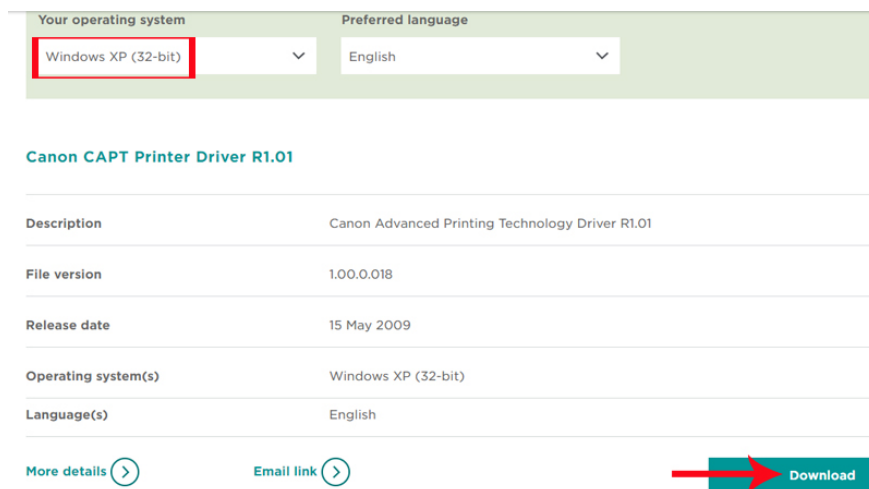 Your operating system Preferred language
Windows XP (32-bit) English
Canon CAPT Printer Driver R1.01
Description Canon Advanced Printing Technology Driver R1.01
File version 1.00.0.018
Release date 15 May 2009
Operating system(s) Windows XP (32-bit)
Language(s) English
More details Email link Download